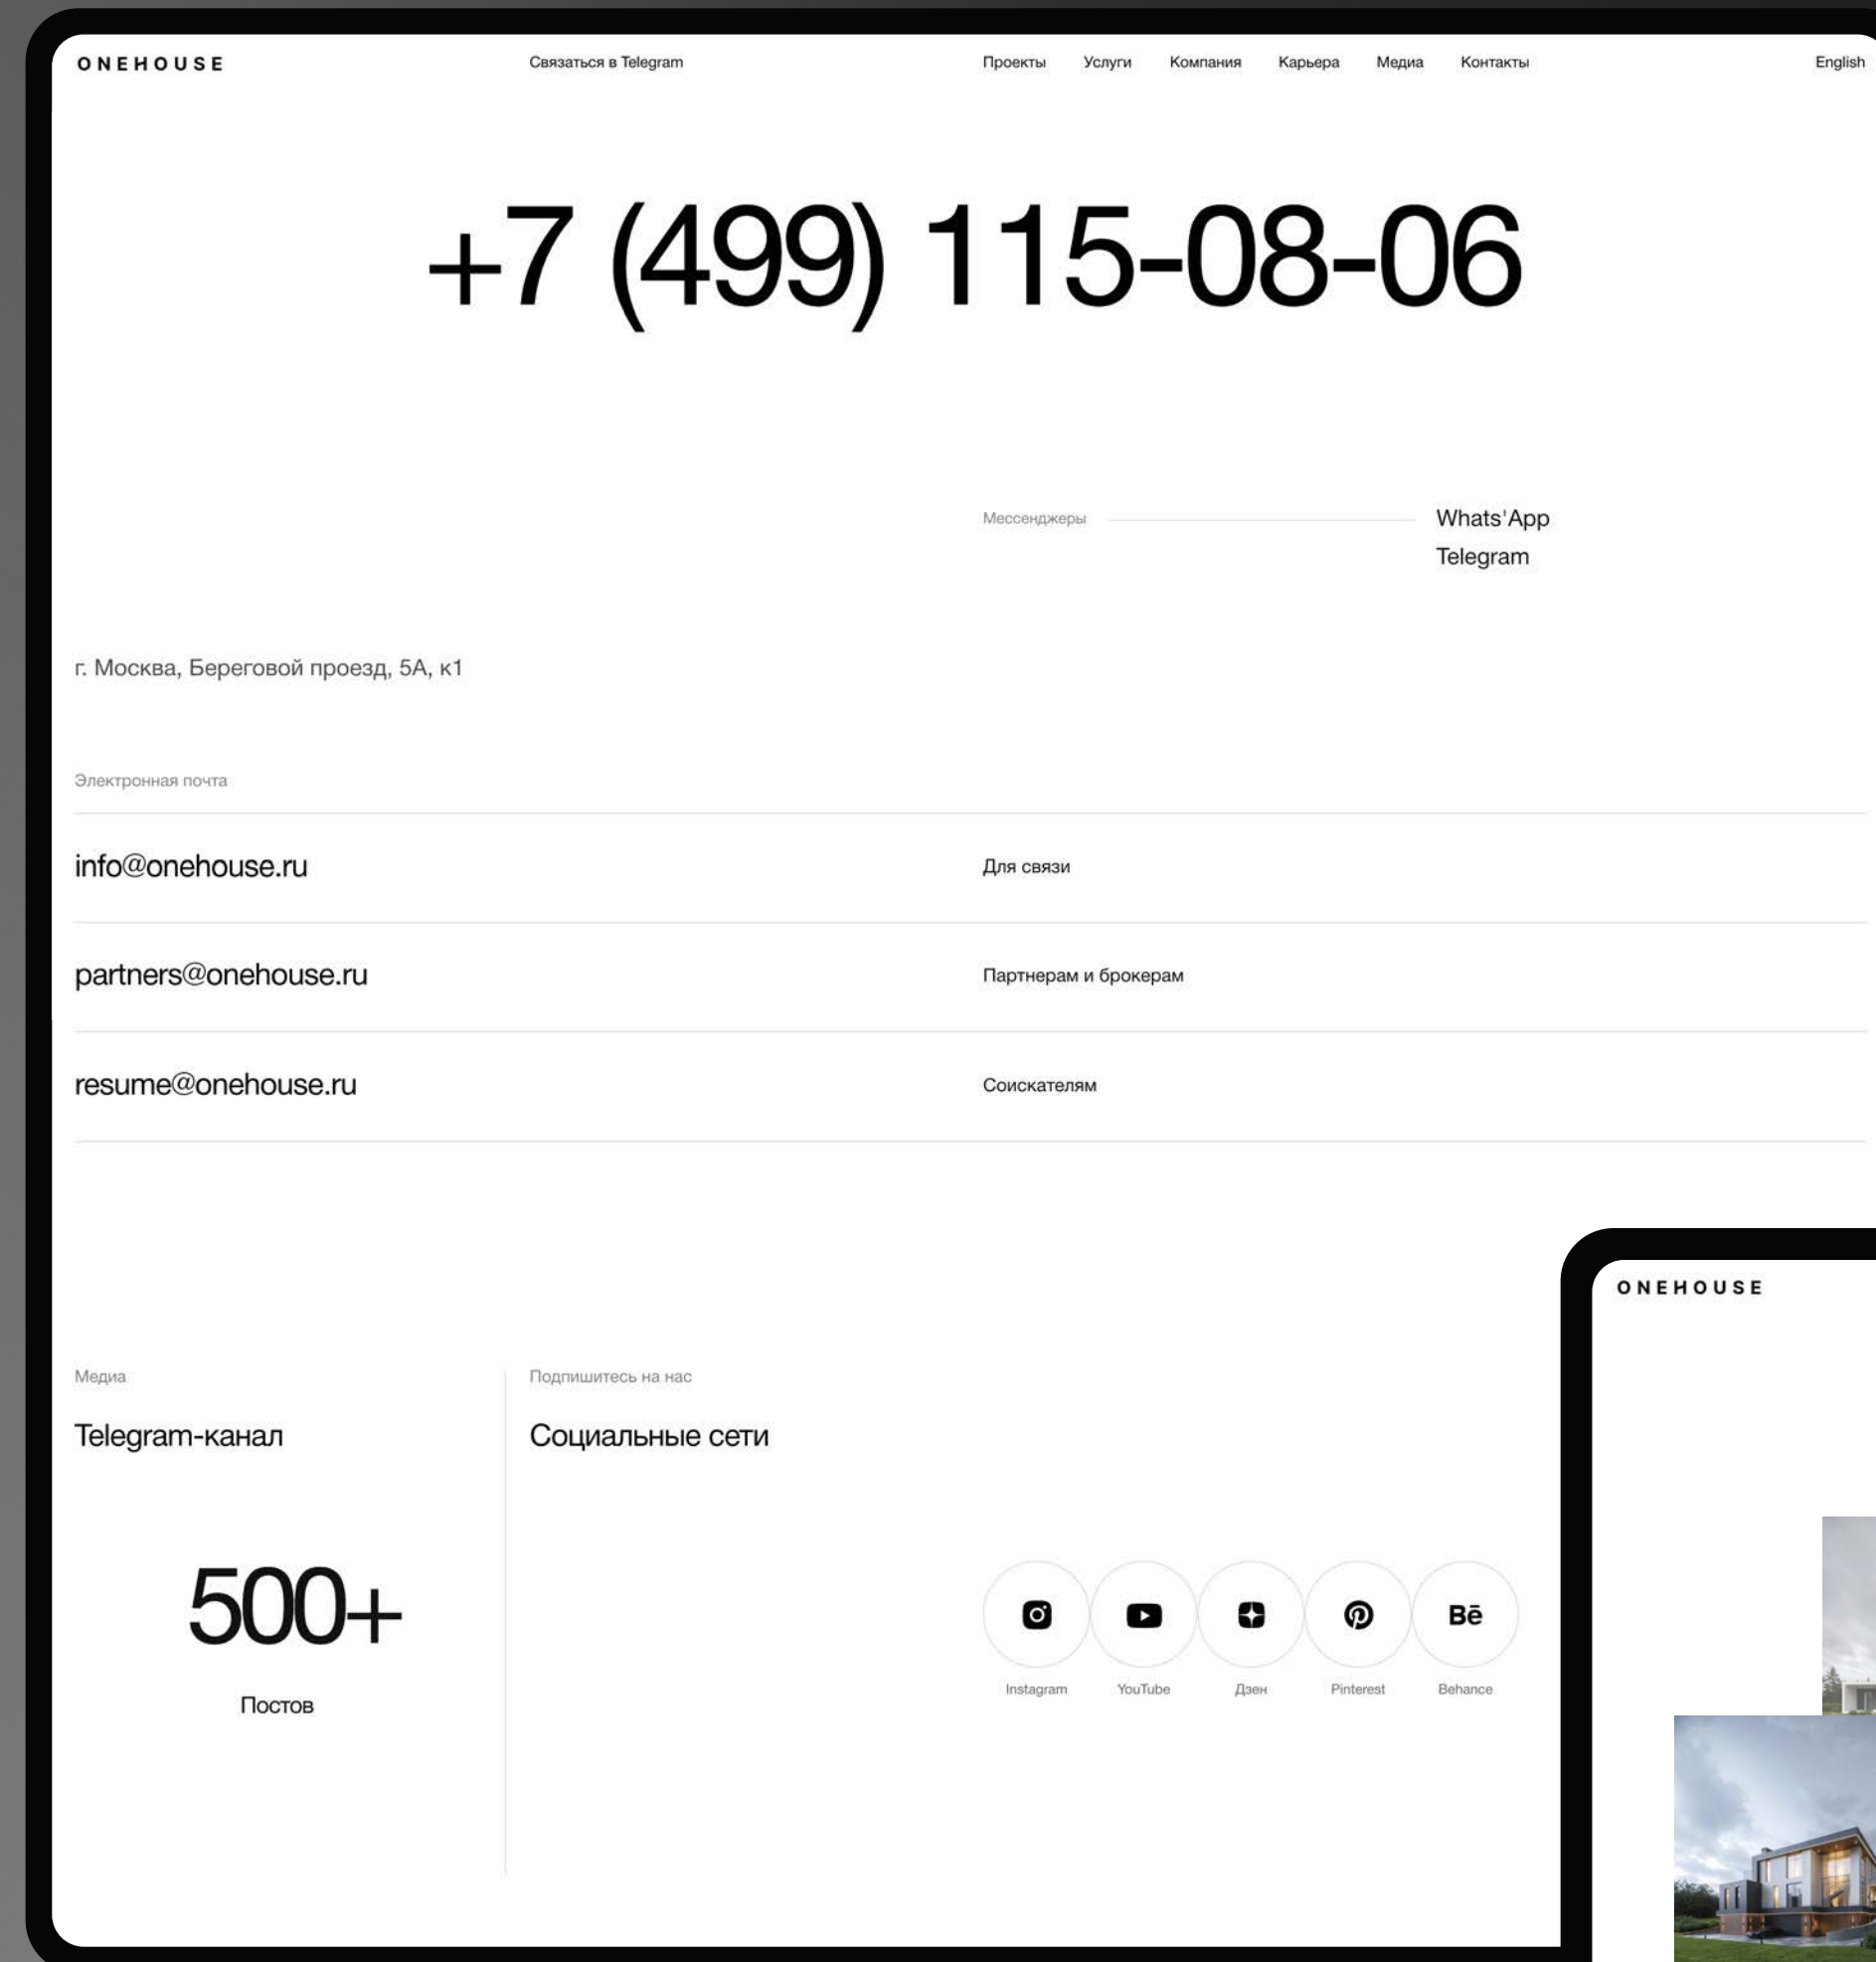 ONEHOUSE
Связаться в Telegram
Проекты Услуги Компания Карьера Медиа Контакты
English
+7 (499) 115-08-06
Мессенджеры
Whats'App
Telegram
г. Москва, Береговой проезд, 5А, к1
Электронная почта
info@onehouse.ru
Для связи
partners@onehouse.ru
Партнерам и брокерам
resume@onehouse.ru
Соискателям
Медиа
Telegram-канал
500+
Постов
Подпишитесь на нас
Социальные сети
Bē
Instagram YouTube Дзен Pinterest Behance
ONEHOUSE